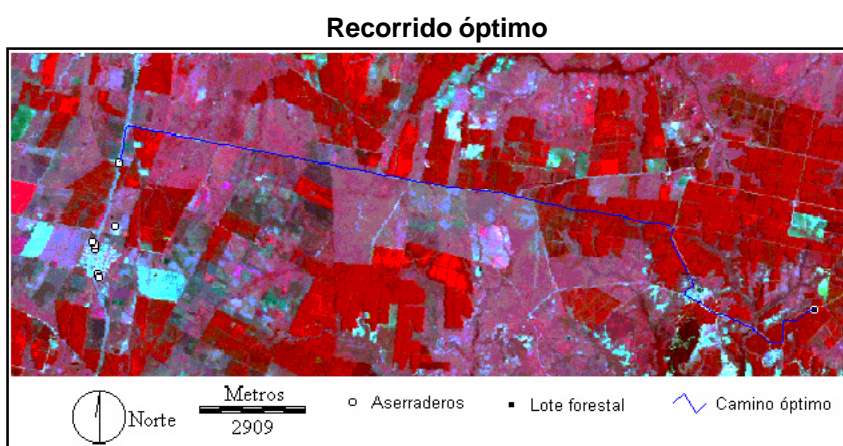 Recorrido óptimo
Norte
Metros
2909
Aserraderos
Lote forestal
Camino óptimo